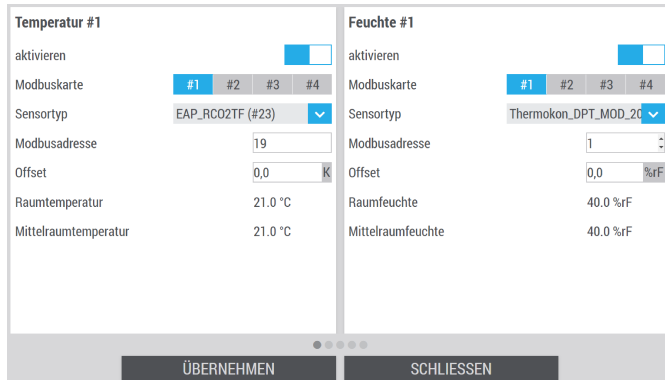 Temperatur #1
aktivieren
Modbuskarte #1 #2 #3 #4
Sensortyp EAP_RCO2TF (#23)
Modbusadresse 19
Offset 0,0 K
Raumtemperatur 21.0 °C
Mittelraumtemperatur 21.0 °C
Feuchte #1
aktivieren
Modbuskarte #1 #2 #3 #4
Sensortyp Thermokon_DPT_MOD_20
Modbusadresse 1
Offset 0,0 %rF
Raumfeuchte 40.0 %rF
Mittelraumfeuchte 40.0 %rF
ÜBERNEHMEN SCHLIESSEN